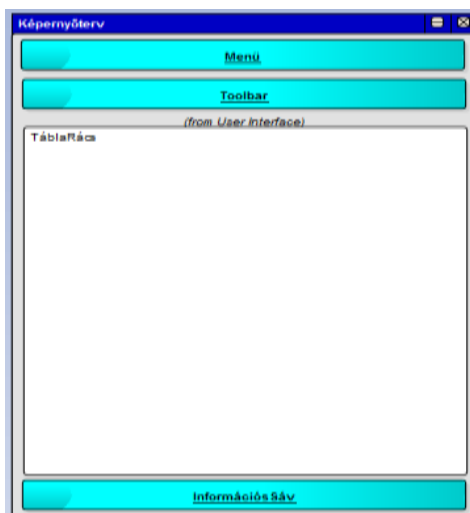 Képernyőterv
Menü
Toolbar
(from User Interface)
TáblaRács
Információs Sáv